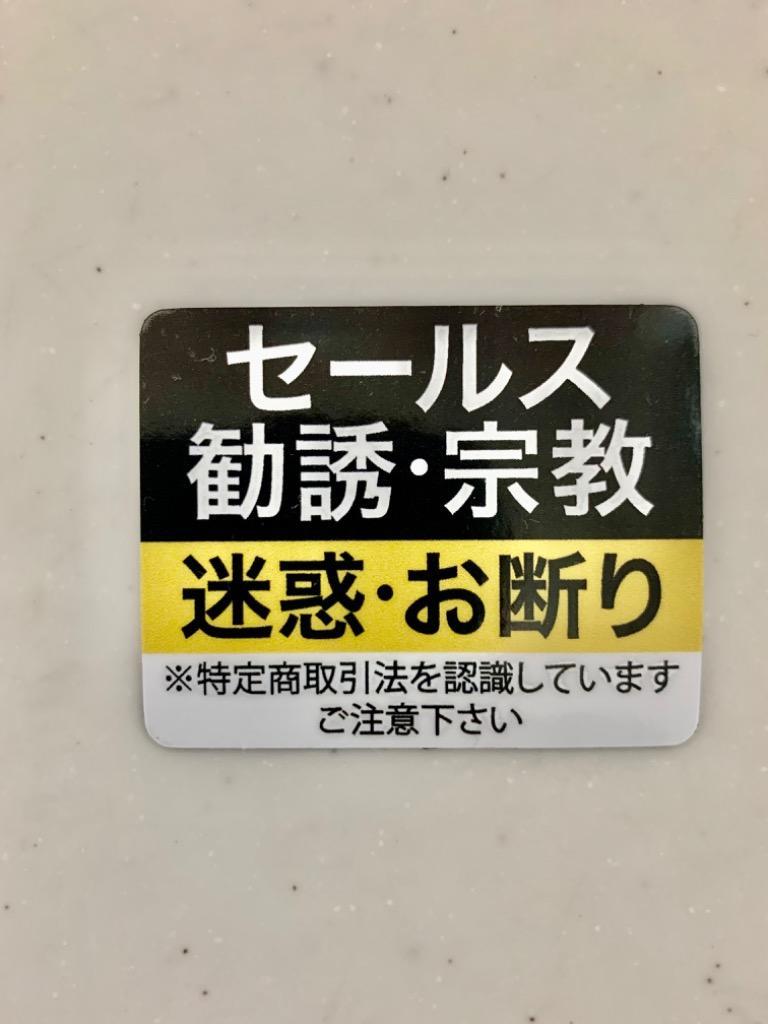 セールス
勧誘・宗教
迷惑・お断り
※特定商取引法を認識しています
ご注意下さい